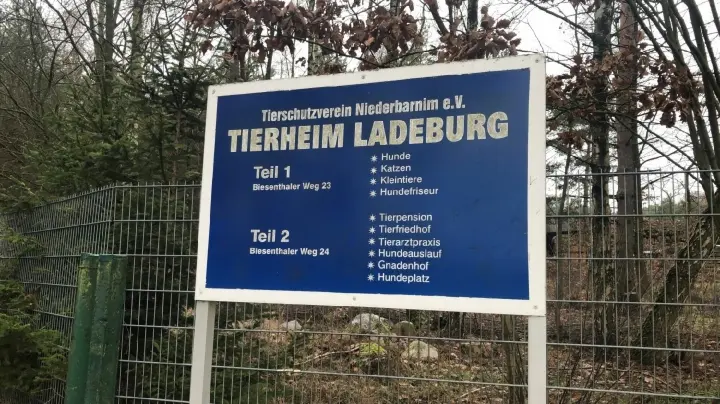 Tierschutzverein Niederbarnim e.V.
TIERHEIM LADEBURG
Teil 1
Biesenthaler Weg 23
✷ Hunde
✷ Katzen
✷ Kleintiere
✷ Hundefriseur
Teil 2
Biesenthaler Weg 24
✷ Tierpension
✷ Tierfriedhof
✷ Tierarztpraxis
✷ Hundeauslauf
✷ Gnadenhof
✷ Hundeplatz